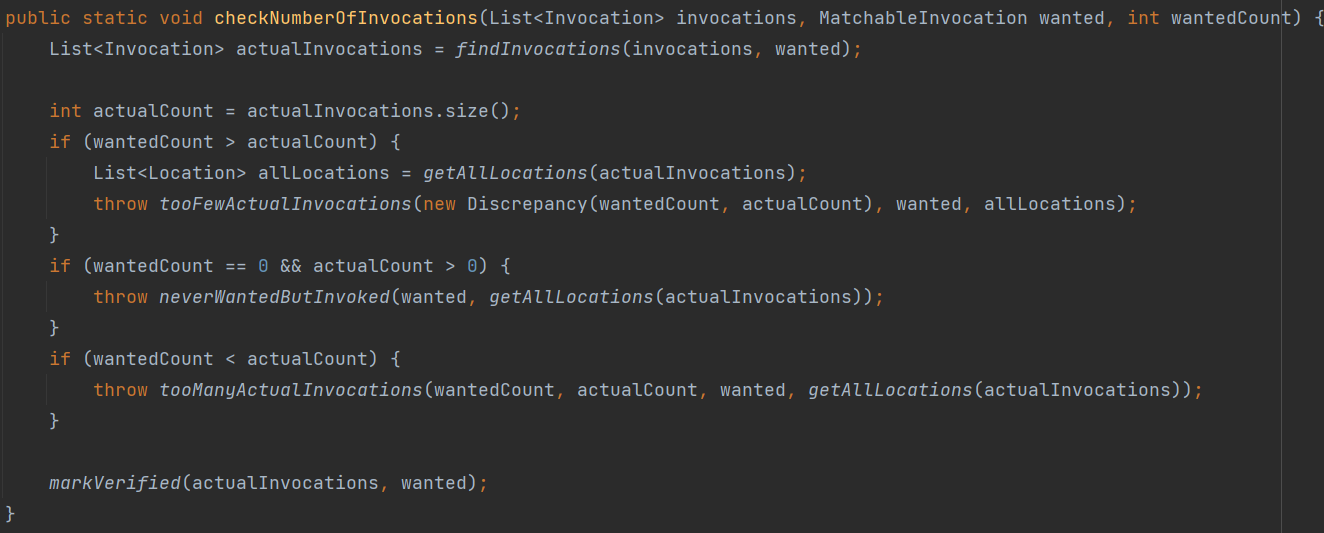 public static void checkNumberOfInvocations(List<Invocation> invocations, MatchableInvocation wanted, int wantedCount) {
    List<Invocation> actualInvocations = findInvocations(invocations, wanted);

    int actualCount = actualInvocations.size();
    if (wantedCount > actualCount) {
        List<Location> allLocations = getAllLocations(actualInvocations);
        throw tooFewActualInvocations(new Discrepancy(wantedCount, actualCount), wanted, allLocations);
    }
    if (wantedCount == 0 && actualCount > 0) {
        throw neverWantedButInvoked(wanted, getAllLocations(actualInvocations));
    }
    if (wantedCount < actualCount) {
        throw tooManyActualInvocations(wantedCount, actualCount, wanted, getAllLocations(actualInvocations));
    }

    markVerified(actualInvocations, wanted);
}